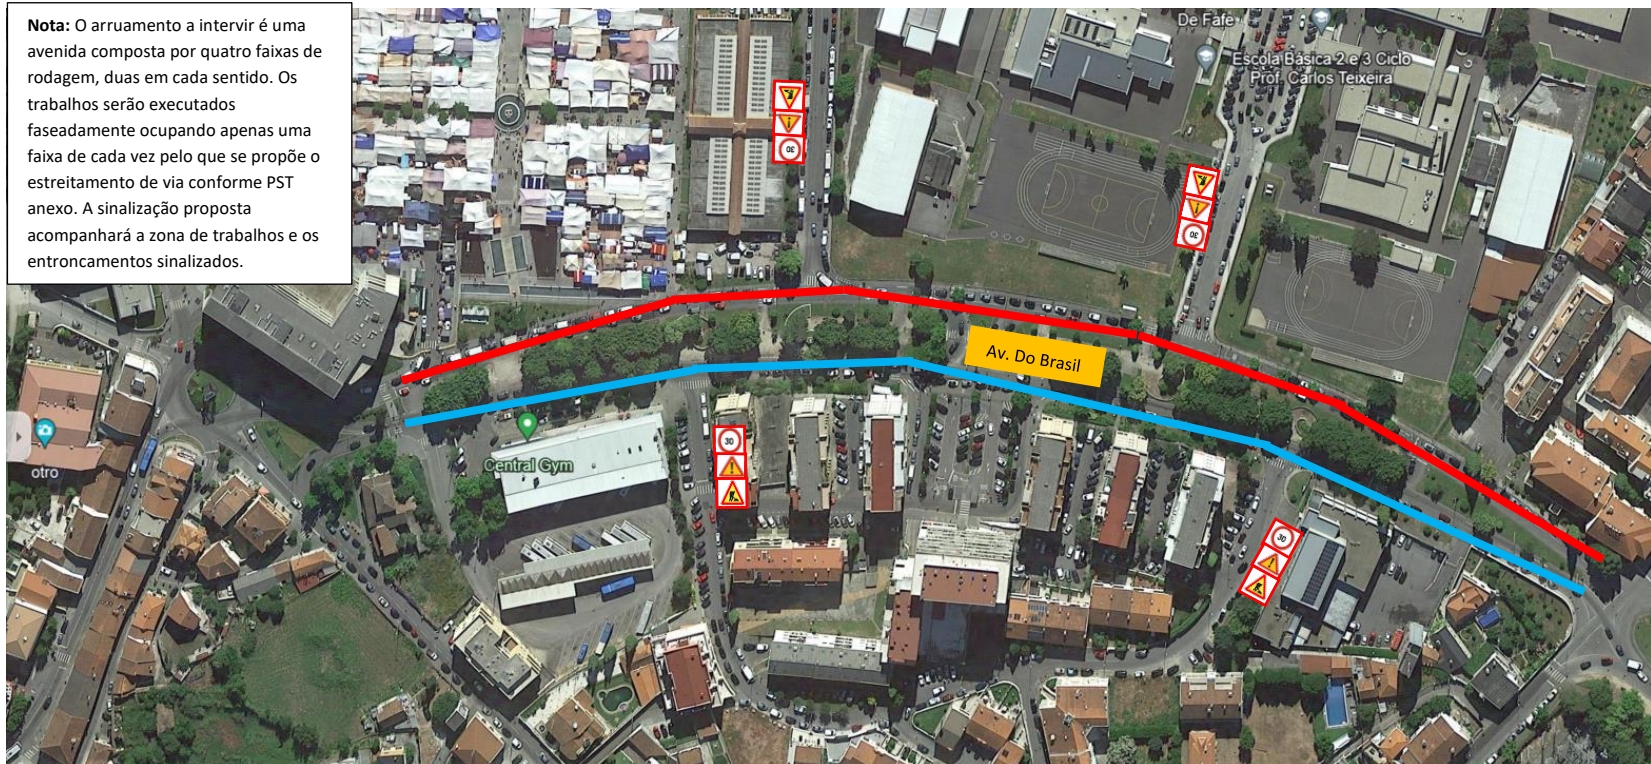 Nota: O arruamento a intervir é uma
avenida composta por quatro faixas de
rodagem, duas em cada sentido. Os
trabalhos serão executados
faseadamente ocupando apenas uma
faixa de cada vez pelo que se propõe o
estreitamento de via conforme PST
anexo. A sinalização proposta
acompanhará a zona de trabalhos e os
entroncamentos sinalizados.
De Fafe
Escola Básica 2 e 3 Ciclo
Prof. Carlos Teixeira
30
30
Av. Do Brasil
Central Gym
otro
30
30